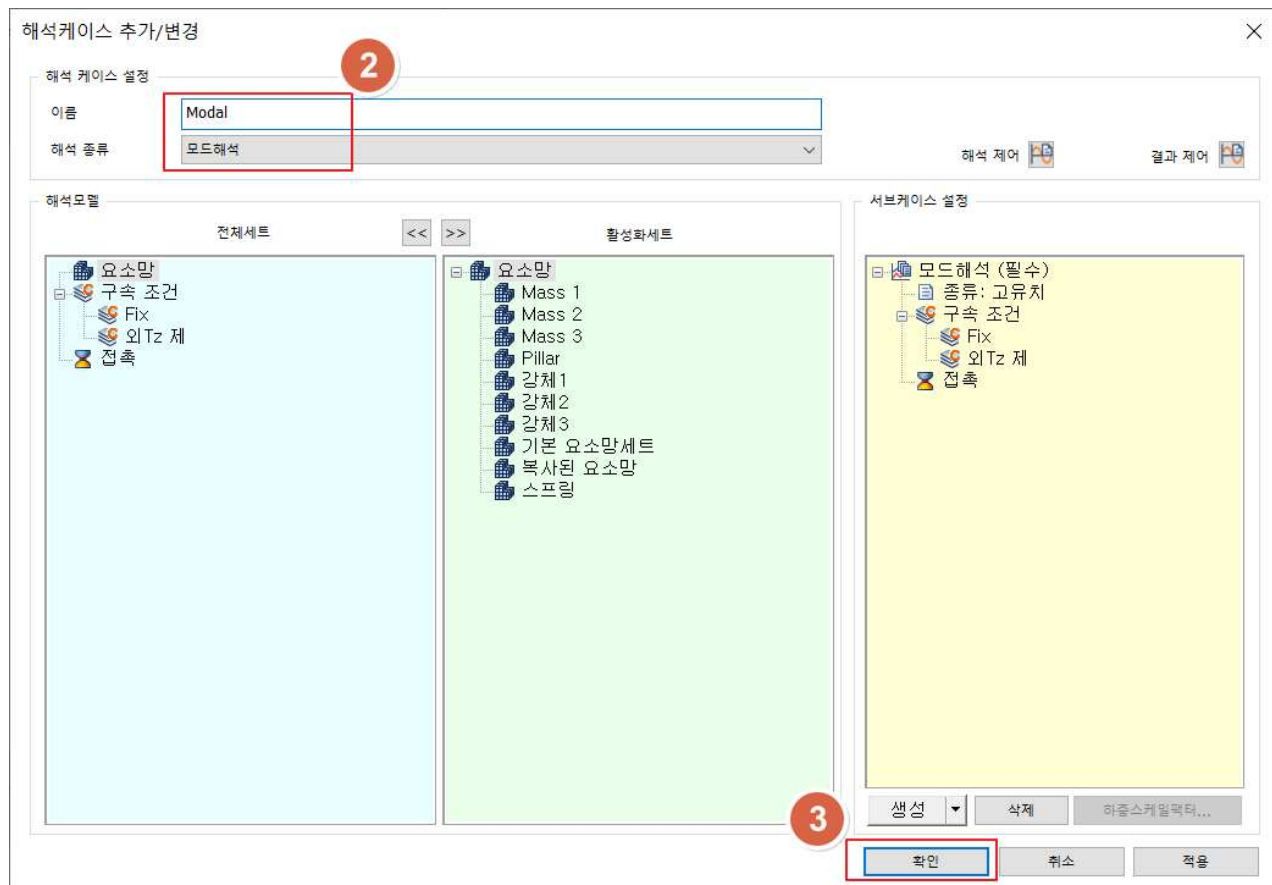 해석케이스 추가/변경
2
해석 케이스 설정
이름
Modal
해석 종류
모드해석
해석 제어
결과 제어
해석모델
전체세트
<<
>>
활성화세트
요소망
구속 조건
Fix
외Tz 제
접촉
요소망
Mass 1
Mass 2
Mass 3
Pillar
강체1
강체2
강체3
기본 요소망세트
복사된 요소망
스프링
서브케이스 설정
모드해석 (필수)
종류: 고유치
구속 조건
Fix
외Tz 제
접촉
생성
삭제
하중스케일팩터...
3
확인
취소
적용